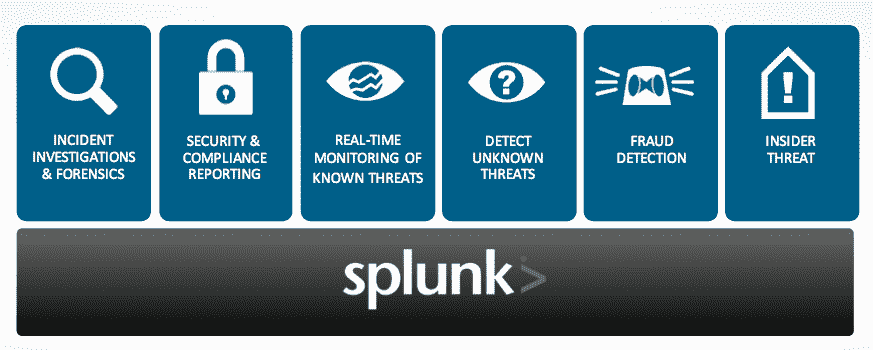 INCIDENT
INVESTIGATIONS
& FORENSICS
SECURITY &
COMPLIANCE
REPORTING
REAL-TIME
MONITORING OF
KNOWN THREATS
DETECT
UNKNOWN
THREATS
FRAUD
DETECTION
INSIDER
THREAT
splunk>